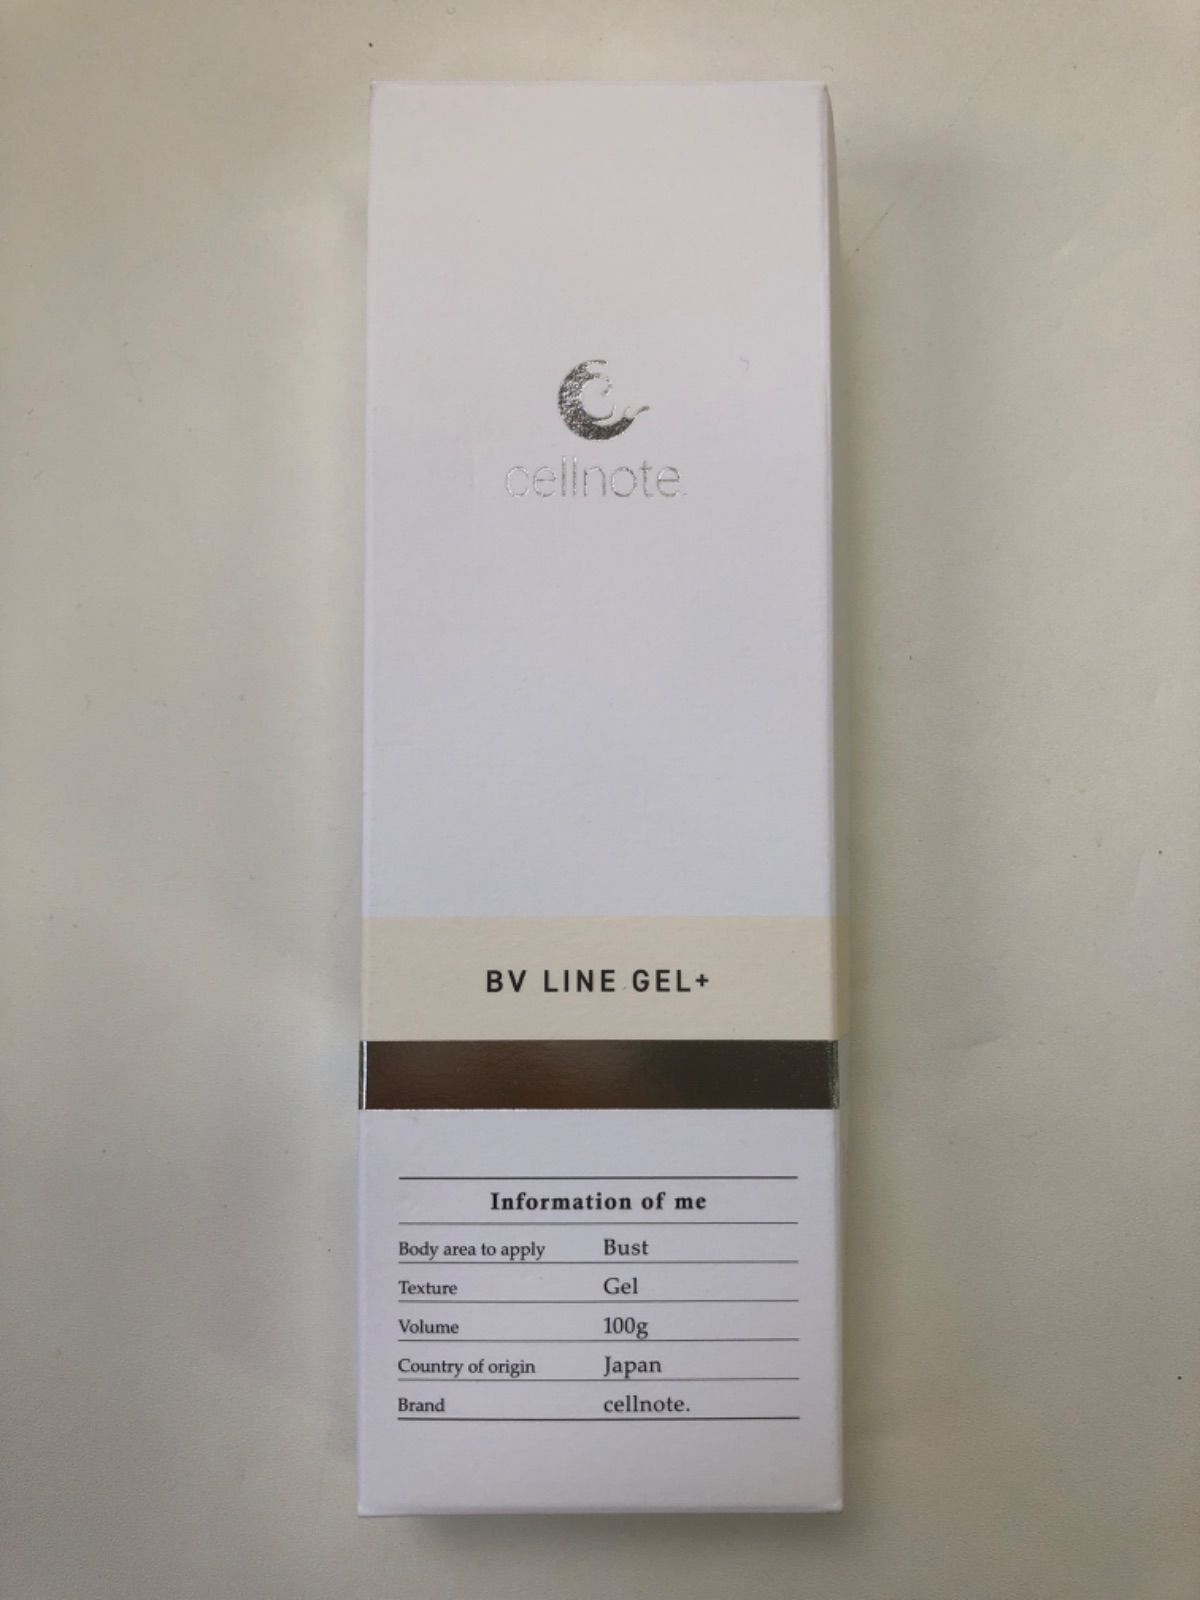 cellnote.
BV LINE GEL+
Information of me
Body area to apply Bust
Texture Gel
Volume 100g
Country of origin Japan
Brand cellnote.